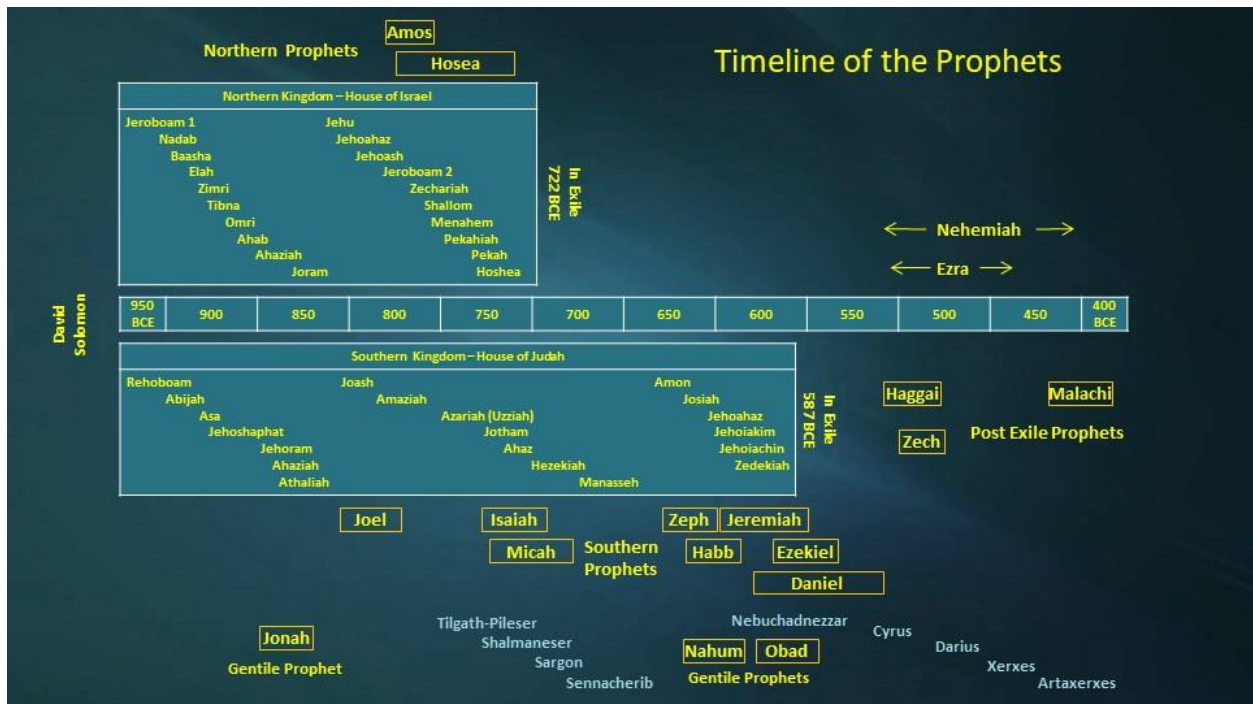 Timeline of the Prophets
Northern Prophets
Amos
Hosea
Northern Kingdom – House of Israel
Jeroboam 1
Nadab
Baasha
Elah
Zimri
Tibna
Omri
Ahab
Ahaziah
Joram
Jehu
Jehoahaz
Jehoash
Jeroboam 2
Zechariah
Shallom
Menahem
Pekahiah
Pekah
Hoshea
In Exile
722 BCE
Nehemiah
Ezra
David
Solomon
950 BCE 900 850 800 750 700 650 600 550 500 450 400 BCE
Southern Kingdom – House of Judah
Rehoboam
Abijah
Asa
Jehoshaphat
Jehoram
Ahaziah
Athaliah
Joash
Amaziah
Azariah (Uzziah)
Jotham
Ahaz
Hezekiah
Manasseh
Amon
Josiah
Jehoahaz
Jehoiakim
Jehoiachin
Zedekiah
In Exile
587 BCE
Haggai
Malachi
Zech
Post Exile Prophets
Joel
Isaiah
Micah
Southern
Prophets
Zeph
Jeremiah
Habb
Ezekiel
Daniel
Jonah
Gentile Prophet
Tilgath-Pileser
Shalmaneser
Sargon
Sennacherib
Nebuchadnezzar
Nahum
Obad
Gentile Prophets
Cyrus
Darius
Xerxes
Artaxerxes